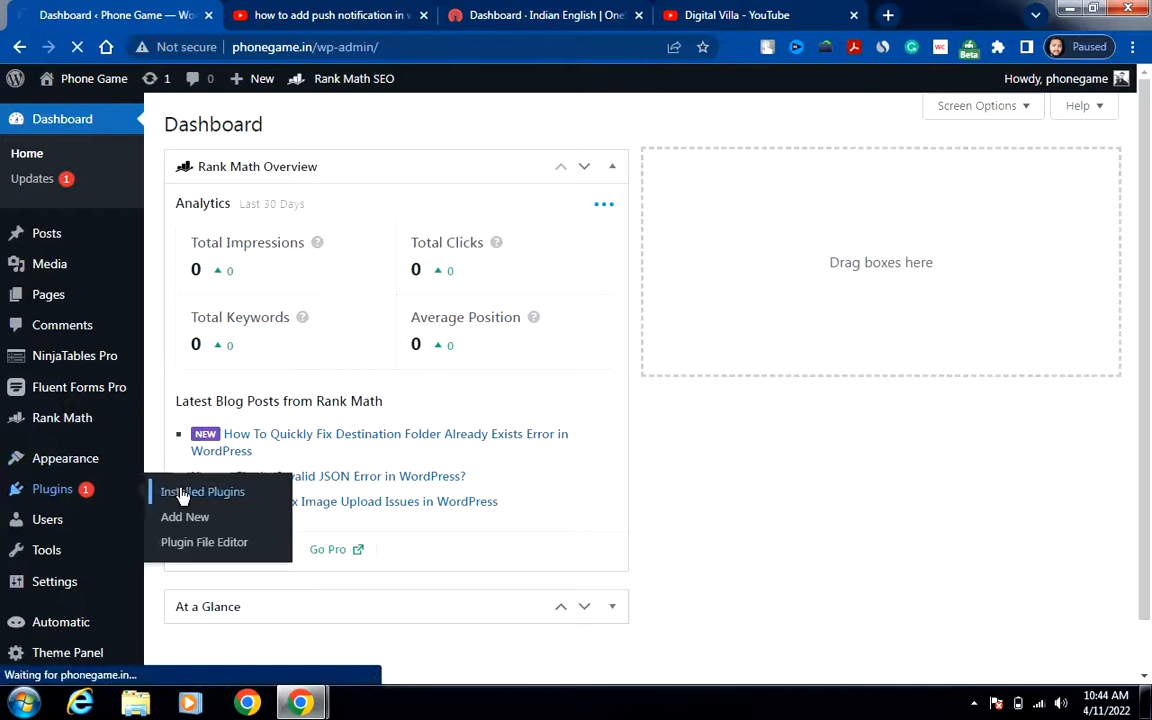 Dashboard ‹ Phone Game — Wo
how to add push notification in v
Dashboard · Indian English | One
Digital Villa - YouTube
Not secure phonegame.in/wp-admin/
Paused
Beta
Phone Game 1 0 New Rank Math SEO
Howdy, phonegame
Dashboard
Home
Updates 1
Posts
Media
Pages
Comments
NinjaTables Pro
Fluent Forms Pro
Rank Math
Appearance
Plugins 1
Users
Tools
Settings
Automatic
Theme Panel
Installed Plugins
Add New
Plugin File Editor
Screen Options
Help
Dashboard
Rank Math Overview
Analytics Last 30 Days
Total Impressions
0 0
Total Clicks
0 0
Total Keywords
0 0
Average Position
0 0
Latest Blog Posts from Rank Math
NEW How To Quickly Fix Destination Folder Already Exists Error in
WordPress
valid JSON Error in WordPress?
x Image Upload Issues in WordPress
Go Pro
At a Glance
Drag boxes here
Waiting for phonegame.in...
10:44 AM
4/11/2022